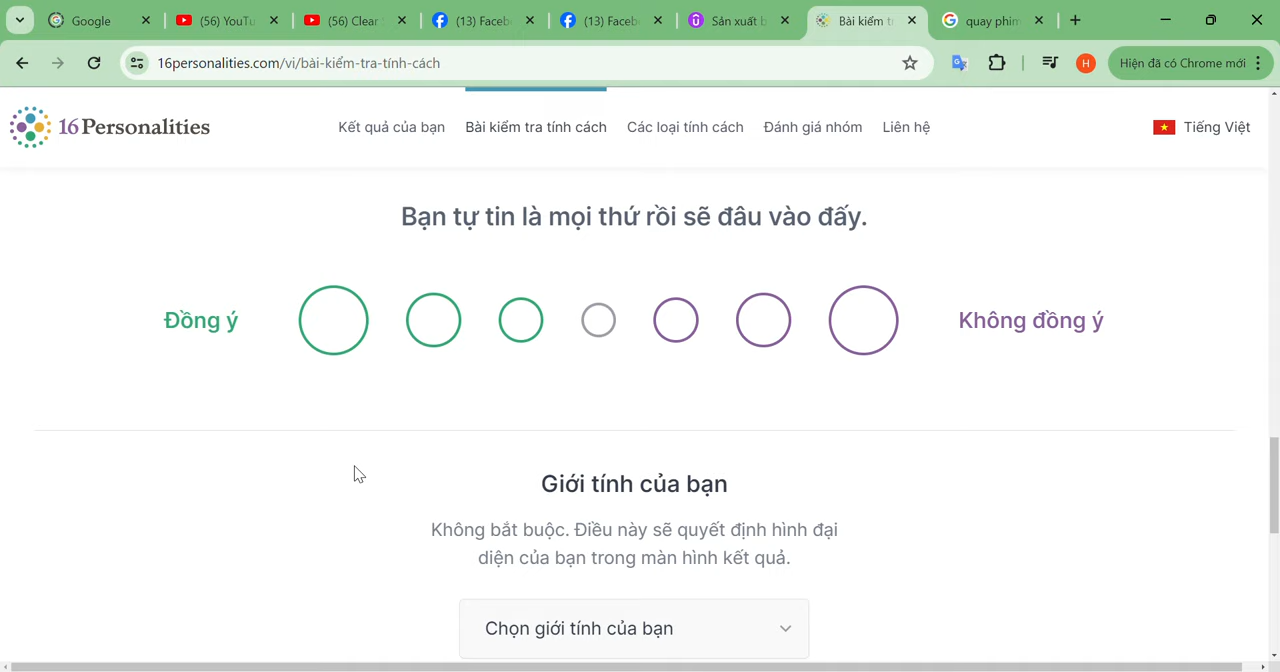 Google
(56) YouTu
(56) Clear
(13) Faceb
(13) Faceb
Sản xuất b
Bài kiểm tr
quay phim
16personalities.com/vi/bài-kiểm-tra-tính-cách
H
Hiện đã có Chrome mới
16Personalities
Kết quả của bạn
Bài kiểm tra tính cách
Các loại tính cách
Đánh giá nhóm
Liên hệ
Tiếng Việt
Bạn tự tin là mọi thứ rồi sẽ đâu vào đấy.
Đồng ý
Không đồng ý
Giới tính của bạn
Không bắt buộc. Điều này sẽ quyết định hình đại
diện của bạn trong màn hình kết quả.
Chọn giới tính của bạn